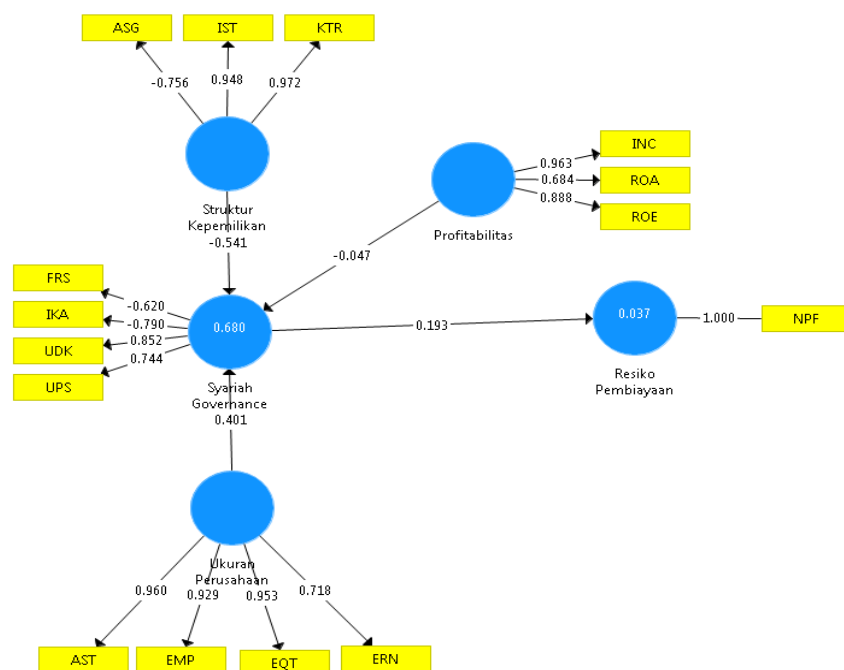 ASG
IST
KTR
-0.756
0.948
0.972
Struktur
Kepemilikan
-0.541
INC
ROA
ROE
0.963
0.684
0.888
Profitabilitas
-0.047
FRS
IKA
UDK
UPS
-0.620
-0.790
0.852
0.744
0.680
Syariah
Governance
0.401
0.193
0.037
1.000
NPF
Resiko
Pembiayaan
Ukuran
Perusahaan
0.960
0.929
0.953
0.718
AST
EMP
EQT
ERN